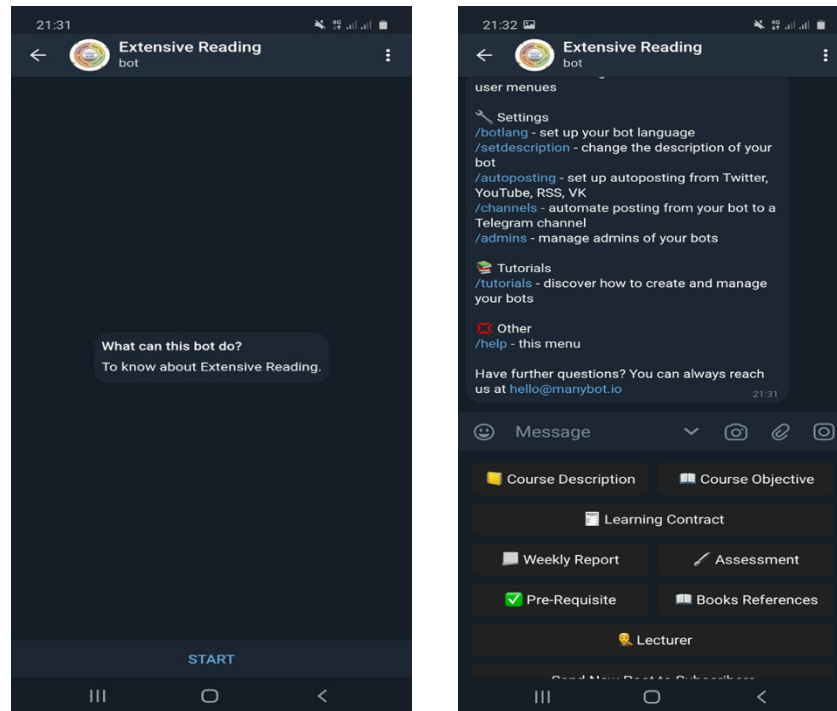 21:31
Extensive Reading
bot
What can this bot do?
To know about Extensive Reading.
START
21:32
Extensive Reading
bot
user menues
Settings
/botlang - set up your bot language
/setdescription - change the description of your
bot
/autoposting - set up autoposting from Twitter,
YouTube, RSS, VK
/channels - automate posting from your bot to a
Telegram channel
/admins - manage admins of your bots
Tutorials
/tutorials - discover how to create and manage
your bots
Other
/help - this menu
Have further questions? You can always reach
us at hello@manybot.io
21:31
Message
Course Description
Course Objective
Learning Contract
Weekly Report
Assessment
Pre-Requisite
Books References
Lecturer
Send New Post to Subscribers